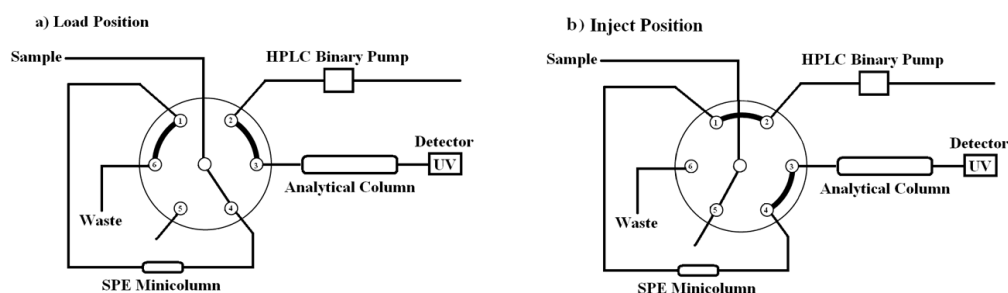 a) Load Position
Sample
HPLC Binary Pump
1
2
Detector
6
3
UV
Analytical Column
Waste
5
4
SPE Minicolumn
b) Inject Position
Sample
HPLC Binary Pump
1
2
Detector
6
3
UV
Analytical Column
Waste
5
4
SPE Minicolumn